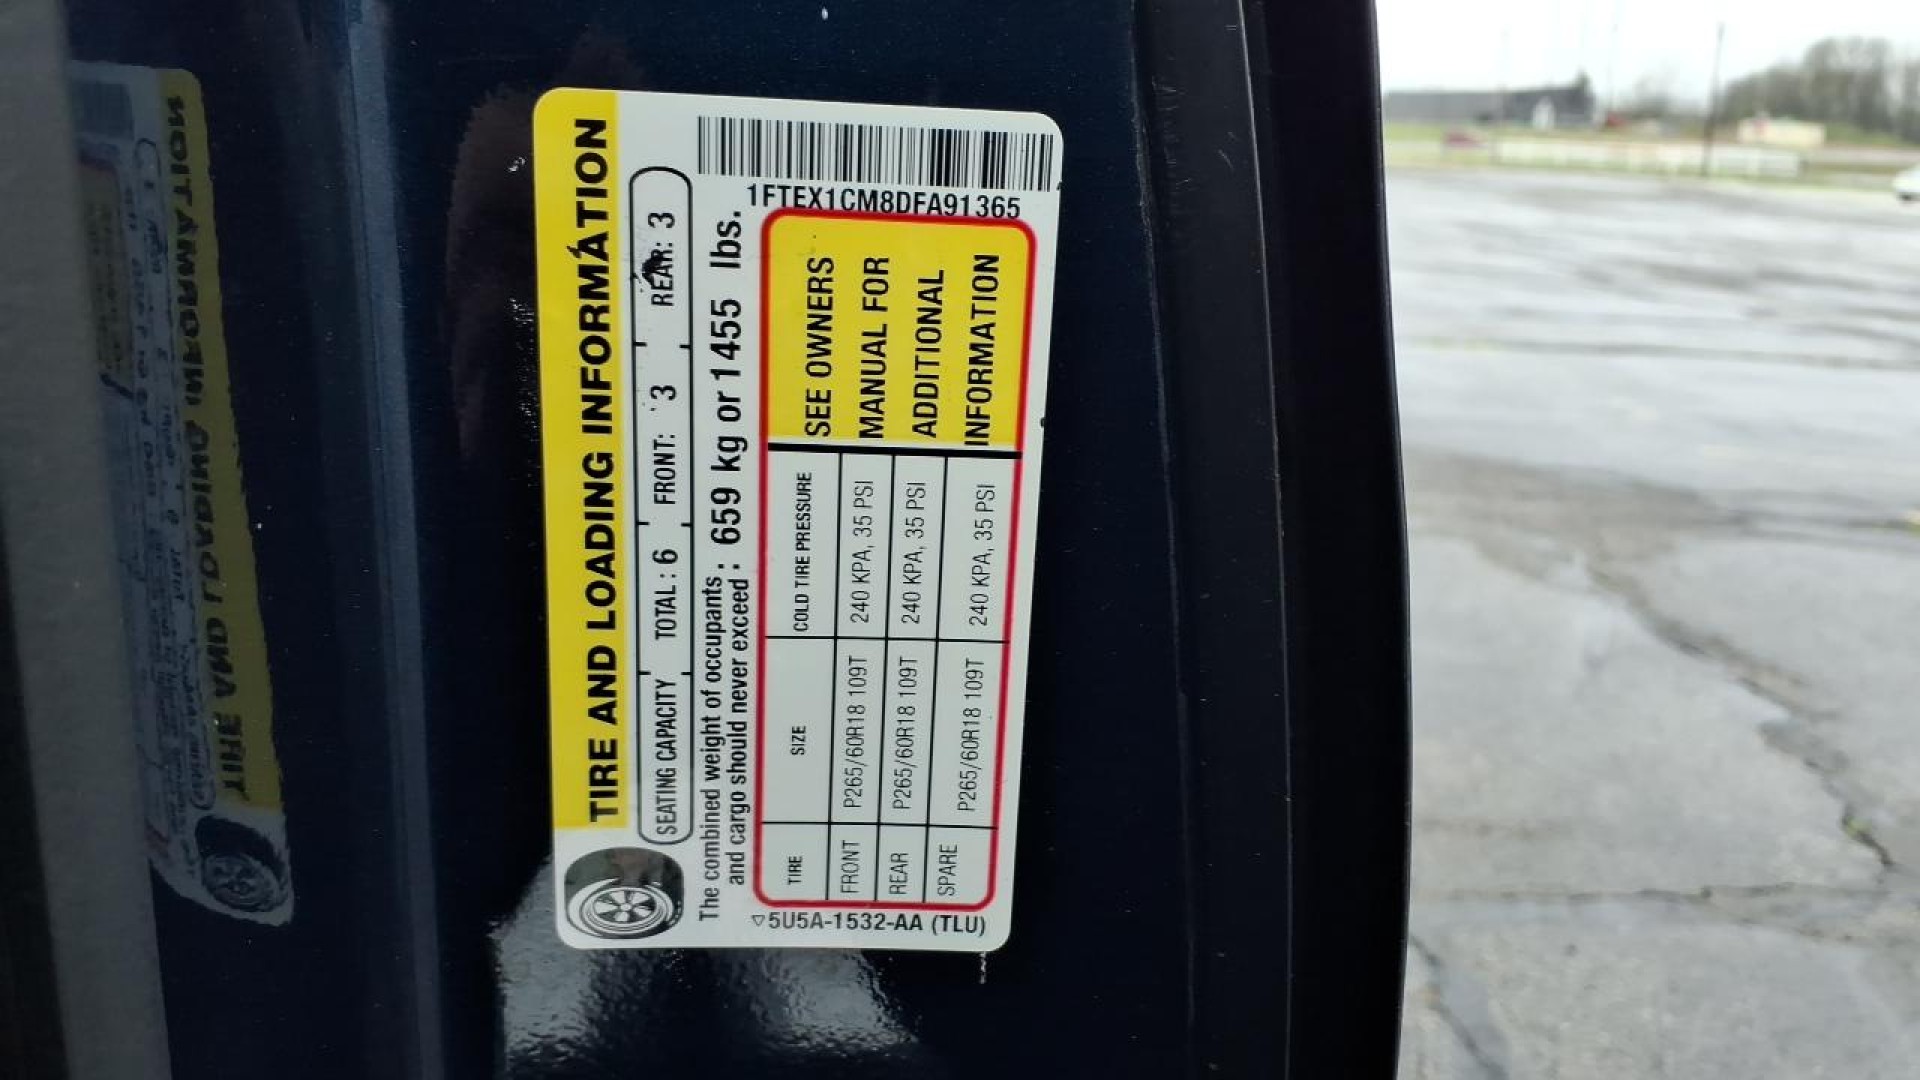 TIRE AND LOADING INFORMATION
SEATING CAPACITY TOTAL: 6 FRONT: 3 REAR: 3
The combined weight of occupants
and cargo should never exceed : 659 kg or 1455 lbs.
TIRE SIZE COLD TIRE PRESSURE
FRONT P265/60R18 109T 240 KPA, 35 PSI
REAR P265/60R18 109T 240 KPA, 35 PSI
SPARE P265/60R18 109T 240 KPA, 35 PSI
SEE OWNERS
MANUAL FOR
ADDITIONAL
INFORMATION
1FTEX1CM8DFA91365
5U5A-1532-AA (TLU)
TIRE AND LOADING INFORMATION